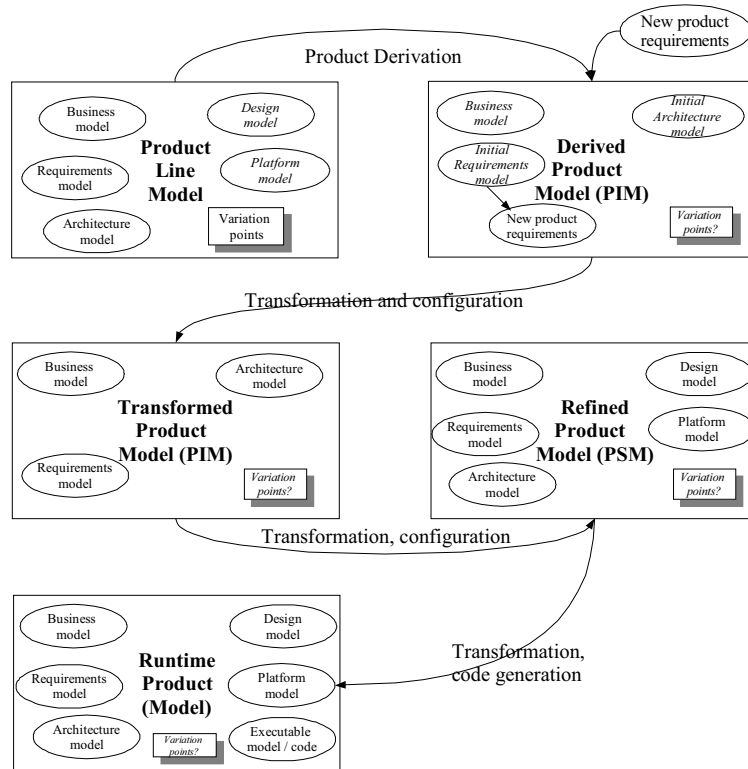 New product
requirements
Product Derivation
Business
model
Design
model
Product
Line
Model
Requirements
model
Platform
model
Architecture
model
Variation
points
Business
model
Initial
Architecture
model
Derived
Product
Model (PIM)
Initial
Requirements
model
New product
requirements
Variation
points?
Transformation and configuration
Business
model
Architecture
model
Transformed
Product
Model (PIM)
Requirements
model
Variation
points?
Business
model
Design
model
Refined
Product
Model (PSM)
Requirements
model
Platform
model
Architecture
model
Variation
points?
Transformation, configuration
Business
model
Design
model
Runtime
Product
(Model)
Requirements
model
Platform
model
Architecture
model
Variation
points?
Executable
model / code
Transformation,
code generation